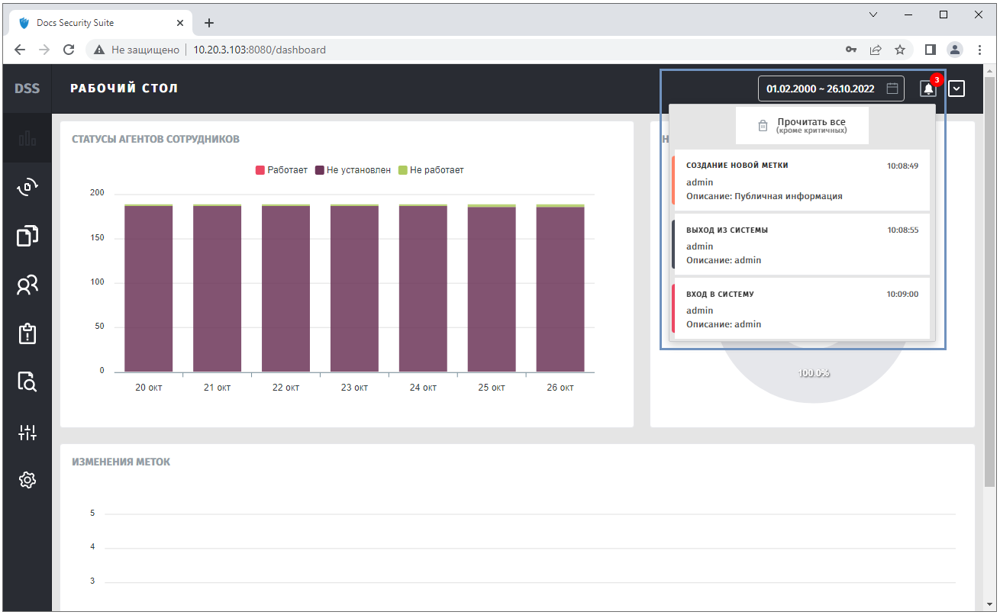 Docs Security Suite
Не защищено
10.20.3.103:8080/dashboard
DSS
РАБОЧИЙ СТОЛ
01.02.2000 ~ 26.10.2022
3
СТАТУСЫ АГЕНТОВ СОТРУДНИКОВ
Работает
Не установлен
Не работает
200
150
100
50
0
20 окт
21 окт
22 окт
23 окт
24 окт
25 окт
26 окт
Н
Прочитать все
(кроме критичных)
СОЗДАНИЕ НОВОЙ МЕТКИ 10:08:49
admin
Описание: Публичная информация
ВЫХОД ИЗ СИСТЕМЫ 10:08:55
admin
Описание: admin
ВХОД В СИСТЕМУ 10:09:00
admin
Описание: admin
100.0%
ИЗМЕНЕНИЯ МЕТОК
5
4
3